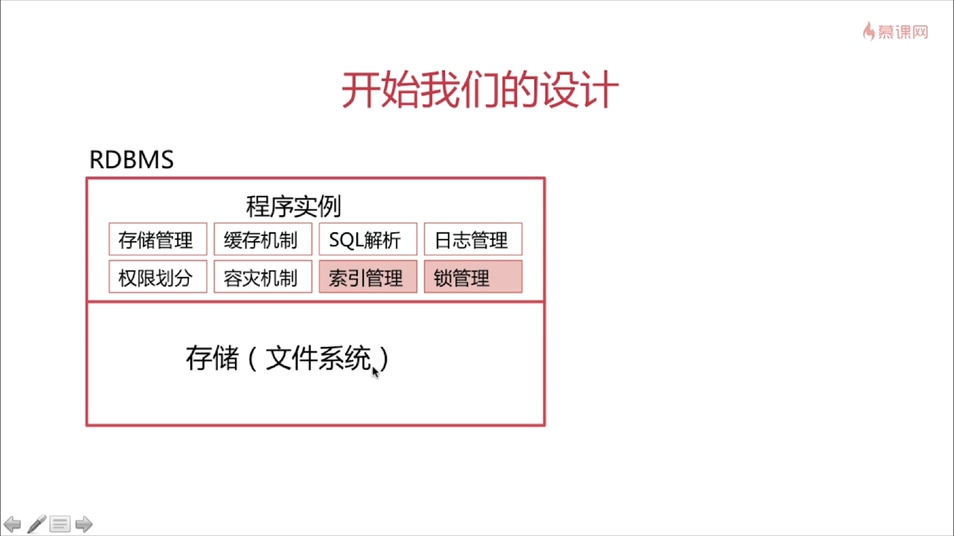 慕课网
开始我们的设计
RDBMS
程序实例
存储管理 缓存机制 SQL解析 日志管理
权限划分 容灾机制 索引管理 锁管理
存储（文件系统）